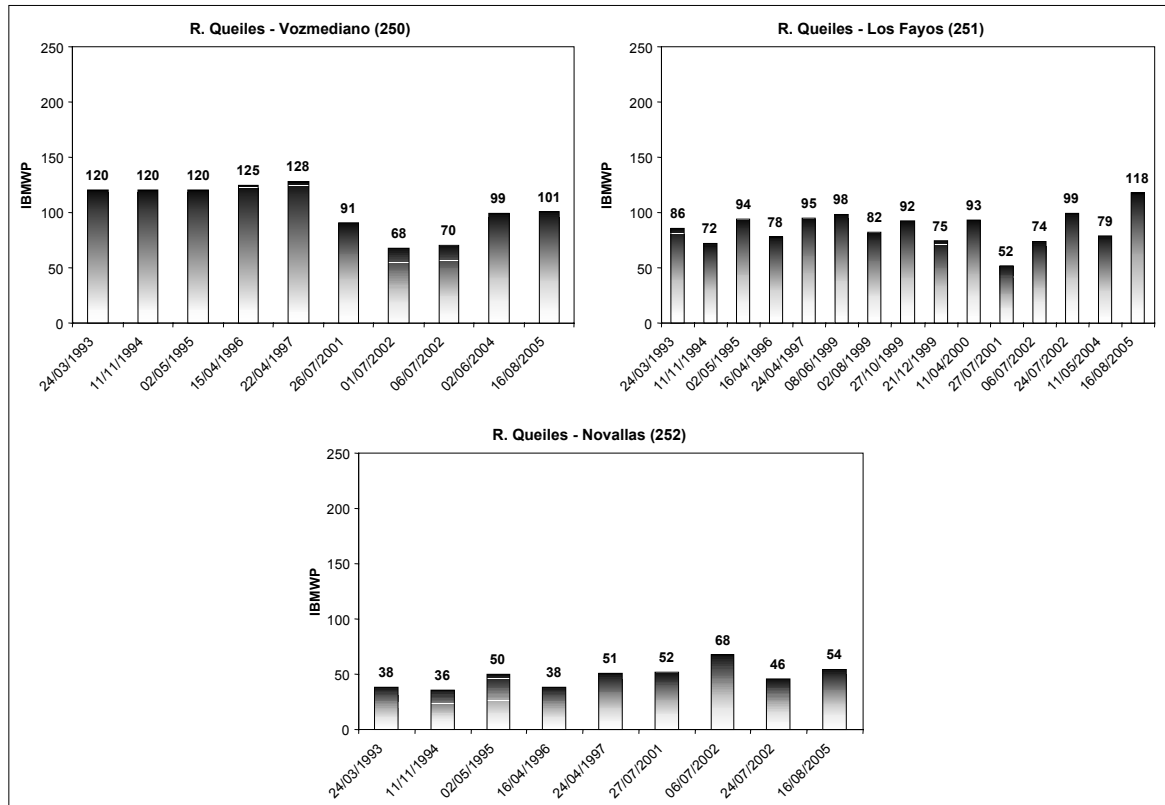 R. Queiles - Vozmediano (250)
250
200
150
100
50
0
IBMWP
120 120 120 125 128 91 68 70 99 101
24/03/1993 11/11/1994 02/05/1995 15/04/1996 22/04/1997 26/07/2001 01/07/2002 06/07/2002 02/06/2004 16/08/2005
R. Queiles - Los Fayos (251)
250
200
150
100
50
0
IBMWP
86 72 94 78 95 98 82 92 75 93 52 74 99 79 118
24/03/1993 11/11/1994 02/05/1995 16/04/1996 24/04/1997 08/06/1999 02/08/1999 27/10/1999 21/12/1999 11/04/2000 27/07/2001 06/07/2002 24/07/2002 11/05/2004 16/08/2005
R. Queiles - Novallas (252)
250
200
150
100
50
0
IBMWP
38 36 50 38 51 52 68 46 54
24/03/1993 11/11/1994 02/05/1995 16/04/1996 24/04/1997 27/07/2001 06/07/2002 24/07/2002 16/08/2005